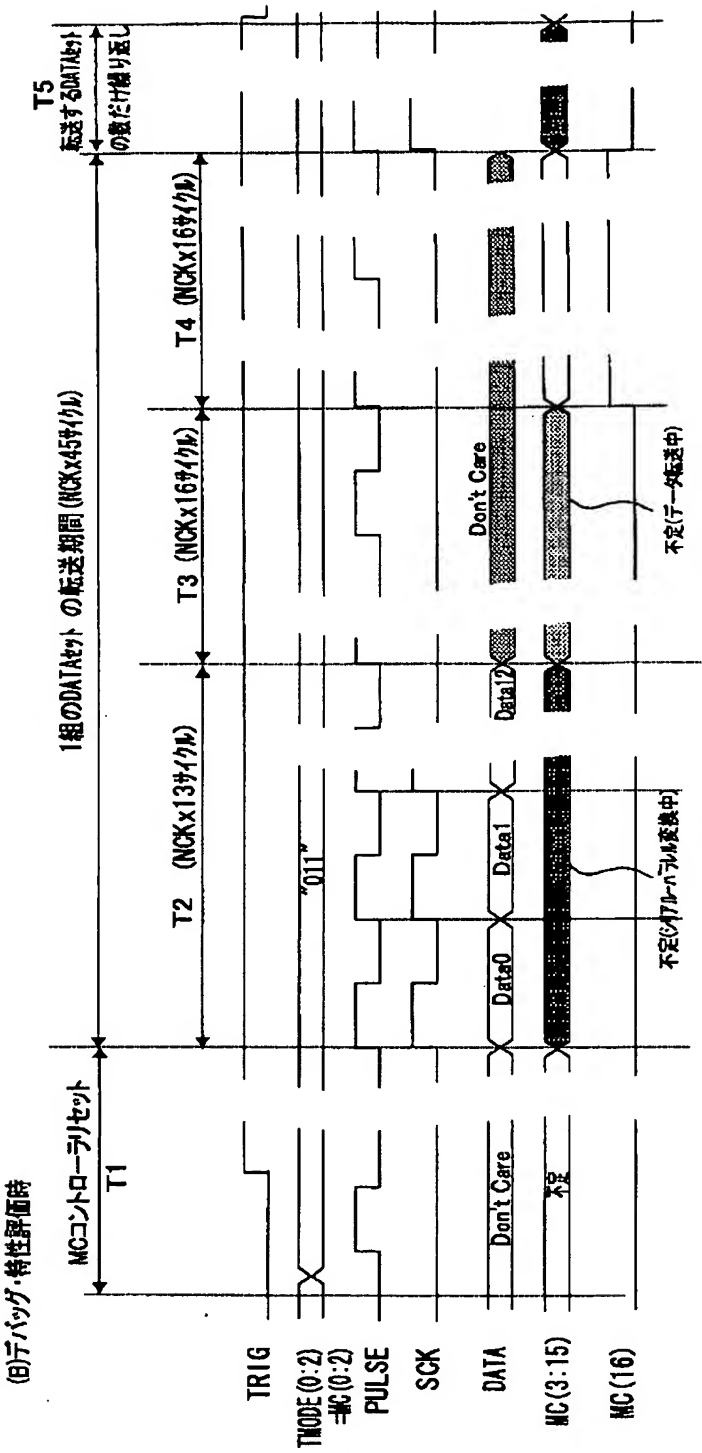 (B)デバッグ・特性評価時
1組のDATAセット の転送期間(NCKx45サイクル)
T5
転送するDATAセット
の数だけ繰り返し
MCコントローラリセット
T1
T2 (NCKx13サイクル)
T3 (NCKx16サイクル)
T4 (NCKx16サイクル)
TRIG
TMODE(0:2)
=MC(0:2)
"011"
PULSE
SCK
DATA
Don't Care
Data0
Data1
Data12
Don't Care
MC(3:15)
不定
不定(シリアルーパラレル変換中)
不定(データ転送中)
MC(16)